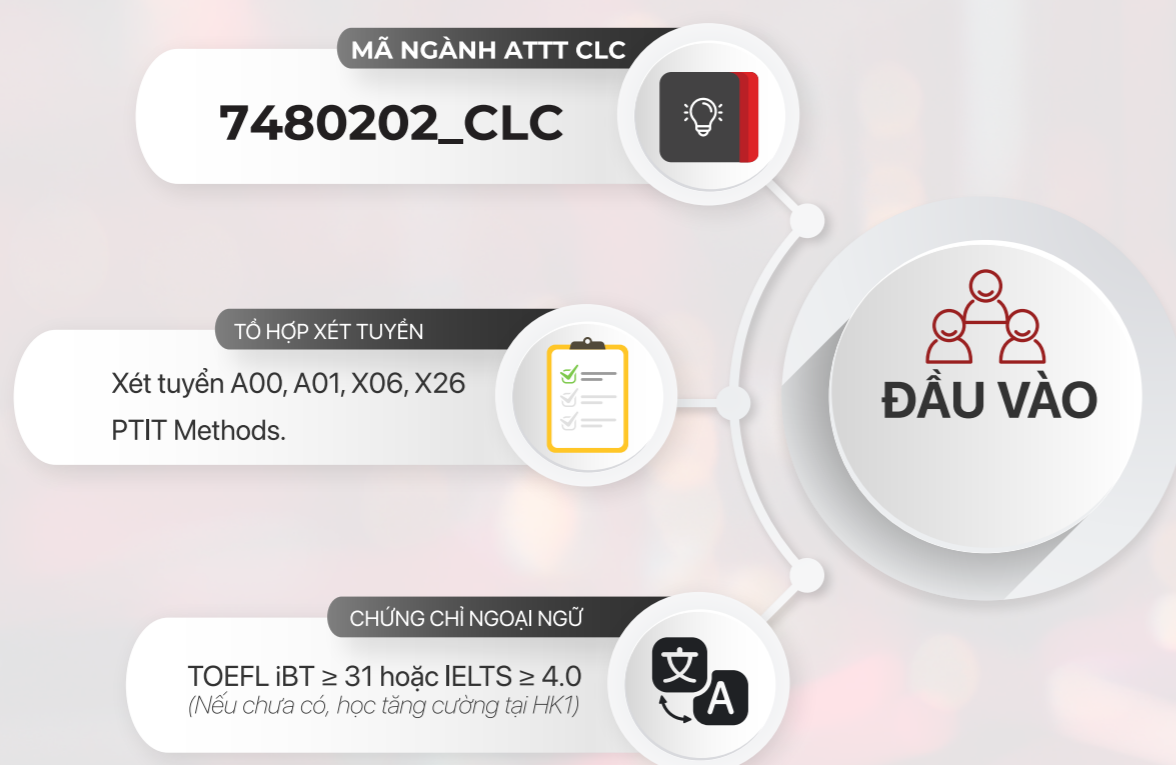 MÃ NGÀNH ATTT CLC
7480202_CLC
TỔ HỢP XÉT TUYỂN
Xét tuyển A00, A01, X06, X26
PTIT Methods.
CHỨNG CHỈ NGOẠI NGỮ
TOEFL iBT ≥ 31 hoặc IELTS ≥ 4.0
(Nếu chưa có, học tăng cường tại HK1)
文
A
ĐẦU VÀO